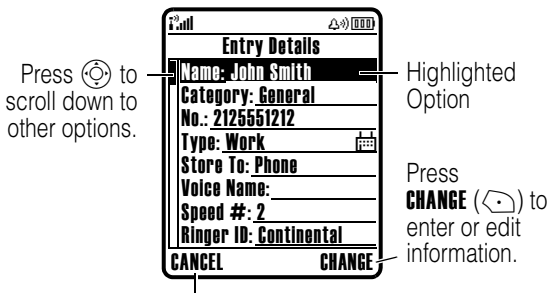 Entry Details
Press to
scroll down to
other options.
Name: John Smith
Category: General
No.: 2125551212
Type: Work
Store To: Phone
Voice Name:
Speed #: 2
Ringer ID: Continental
CANCEL
CHANGE
Highlighted
Option
Press
CHANGE ( ) to
enter or edit
information.